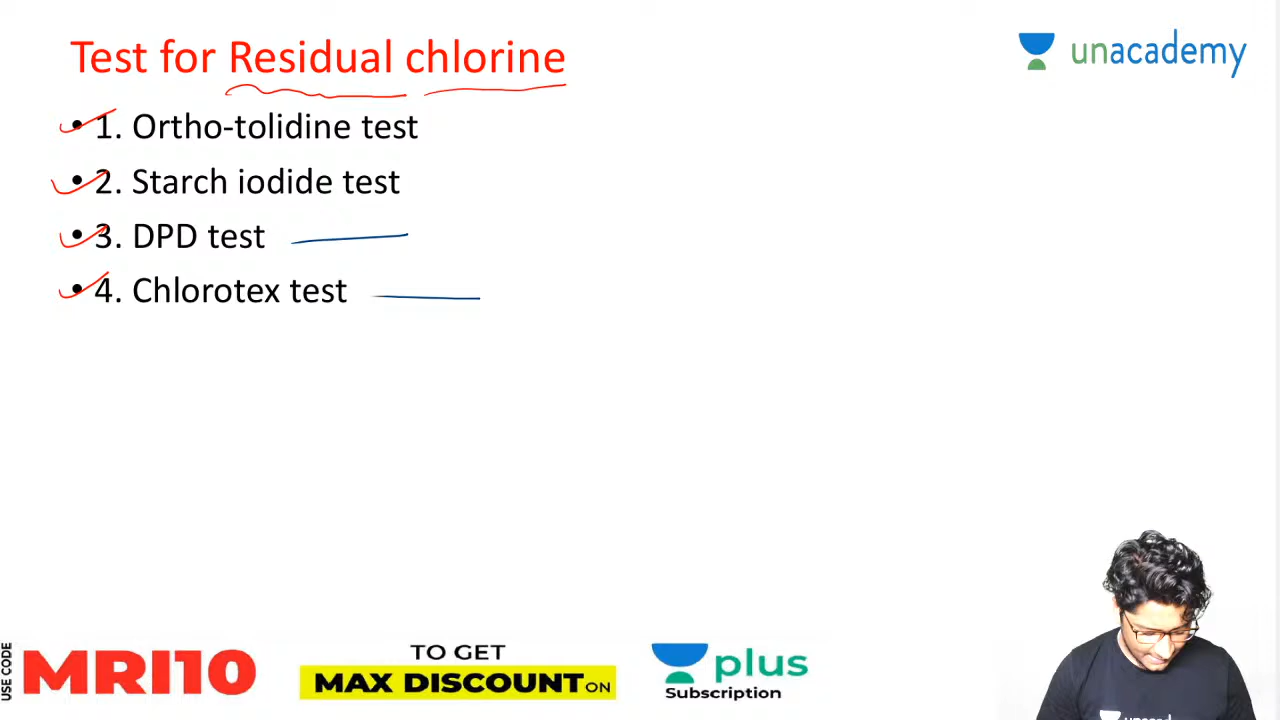 Test for Residual chlorine
unacademy
• 1. Ortho-tolidine test
• 2. Starch iodide test
• 3. DPD test
• 4. Chlorotex test
USE CODE
MRI10
TO GET
MAX DISCOUNT ON
plus
Subscription
unacad